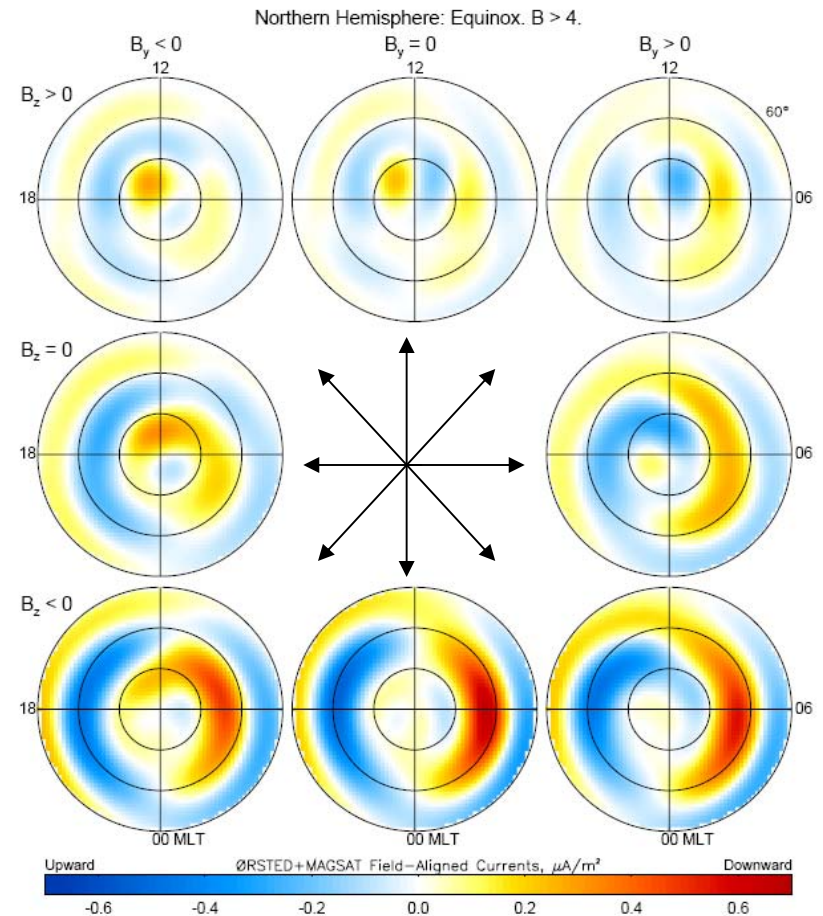 Northern Hemisphere: Equinox. B > 4.
By < 0 By = 0 By > 0
12 12
Bz > 0
60°
18 06
Bz = 0
18 06
Bz < 0
18 06
00 MLT 00 MLT 00 MLT
Upward ØRSTED+MAGSAT Field-Aligned Currents, μA/m² Downward
-0.6 -0.4 -0.2 0.0 0.2 0.4 0.6